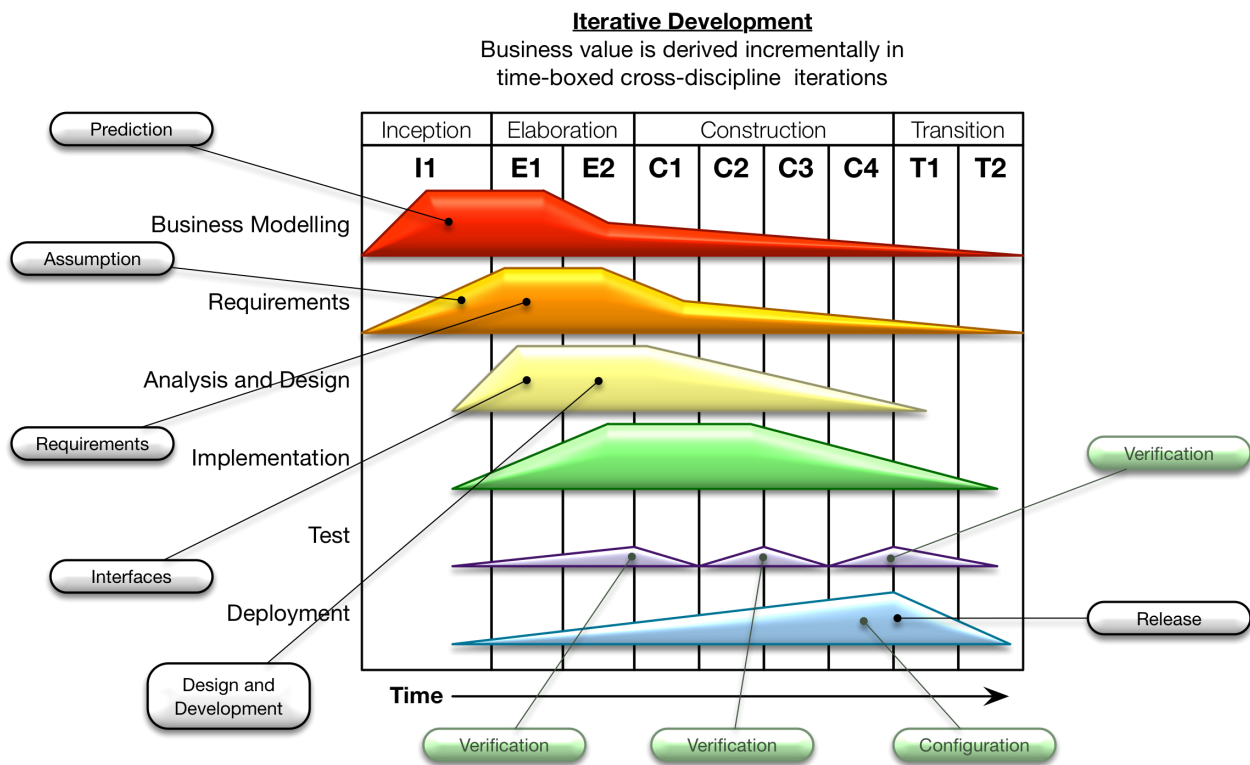 Iterative Development
Business value is derived incrementally in
time-boxed cross-discipline iterations
Prediction
Inception Elaboration Construction Transition
I1 E1 E2 C1 C2 C3 C4 T1 T2
Business Modelling
Assumption
Requirements
Analysis and Design
Requirements
Implementation
Verification
Test
Interfaces
Deployment
Release
Design and
Development
Time
Verification
Verification
Configuration